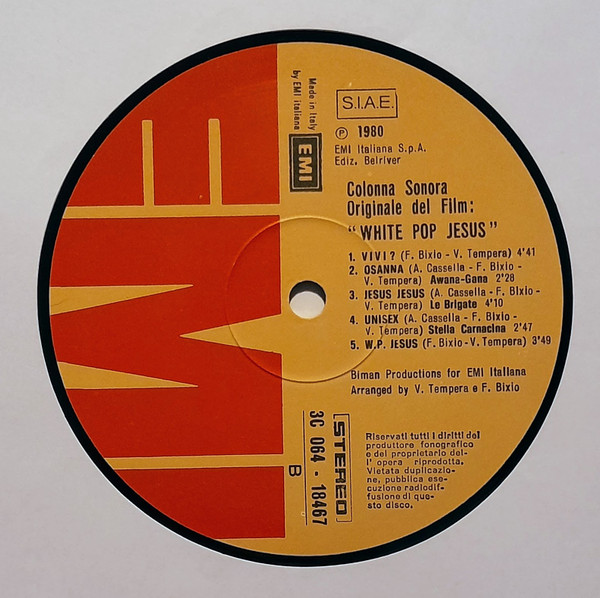 EMI
Made in Italy
by EMI italiana
EMI
S.I.A.E.
Ⓟ 1980
EMI Italiana S.p.A.
Ediz. Belriver
Colonna Sonora
Originale del Film:
"WHITE POP JESUS"
1. VIVI? (F. Bixio - V. Tempera) 4'41
2. OSANNA (A. Cassella - F. Bixio -
V. Tempera) Awana-Gana 2'28
3. JESUS JESUS (A. Cassella - F. Bixio -
V. Tempera) Le Brigate 4'10
4. UNISEX (F. Bixio - A. Cassella -
V. Tempera) Stella Carnacina 2'47
5. W.P. JESUS (F. Bixio - V. Tempera) 3'49
Biman Productions for EMI Italiana
Arranged by V. Tempera e F. Bixio
STEREO
3C 064 - 18467
B
Riservati tutti i diritti del
produttore fonografico
e del proprietario del-
l' opera riprodotta.
Vietata duplicazio-
ne, pubblica ese-
cuzione radiodif-
fusione di que-
sto disco.